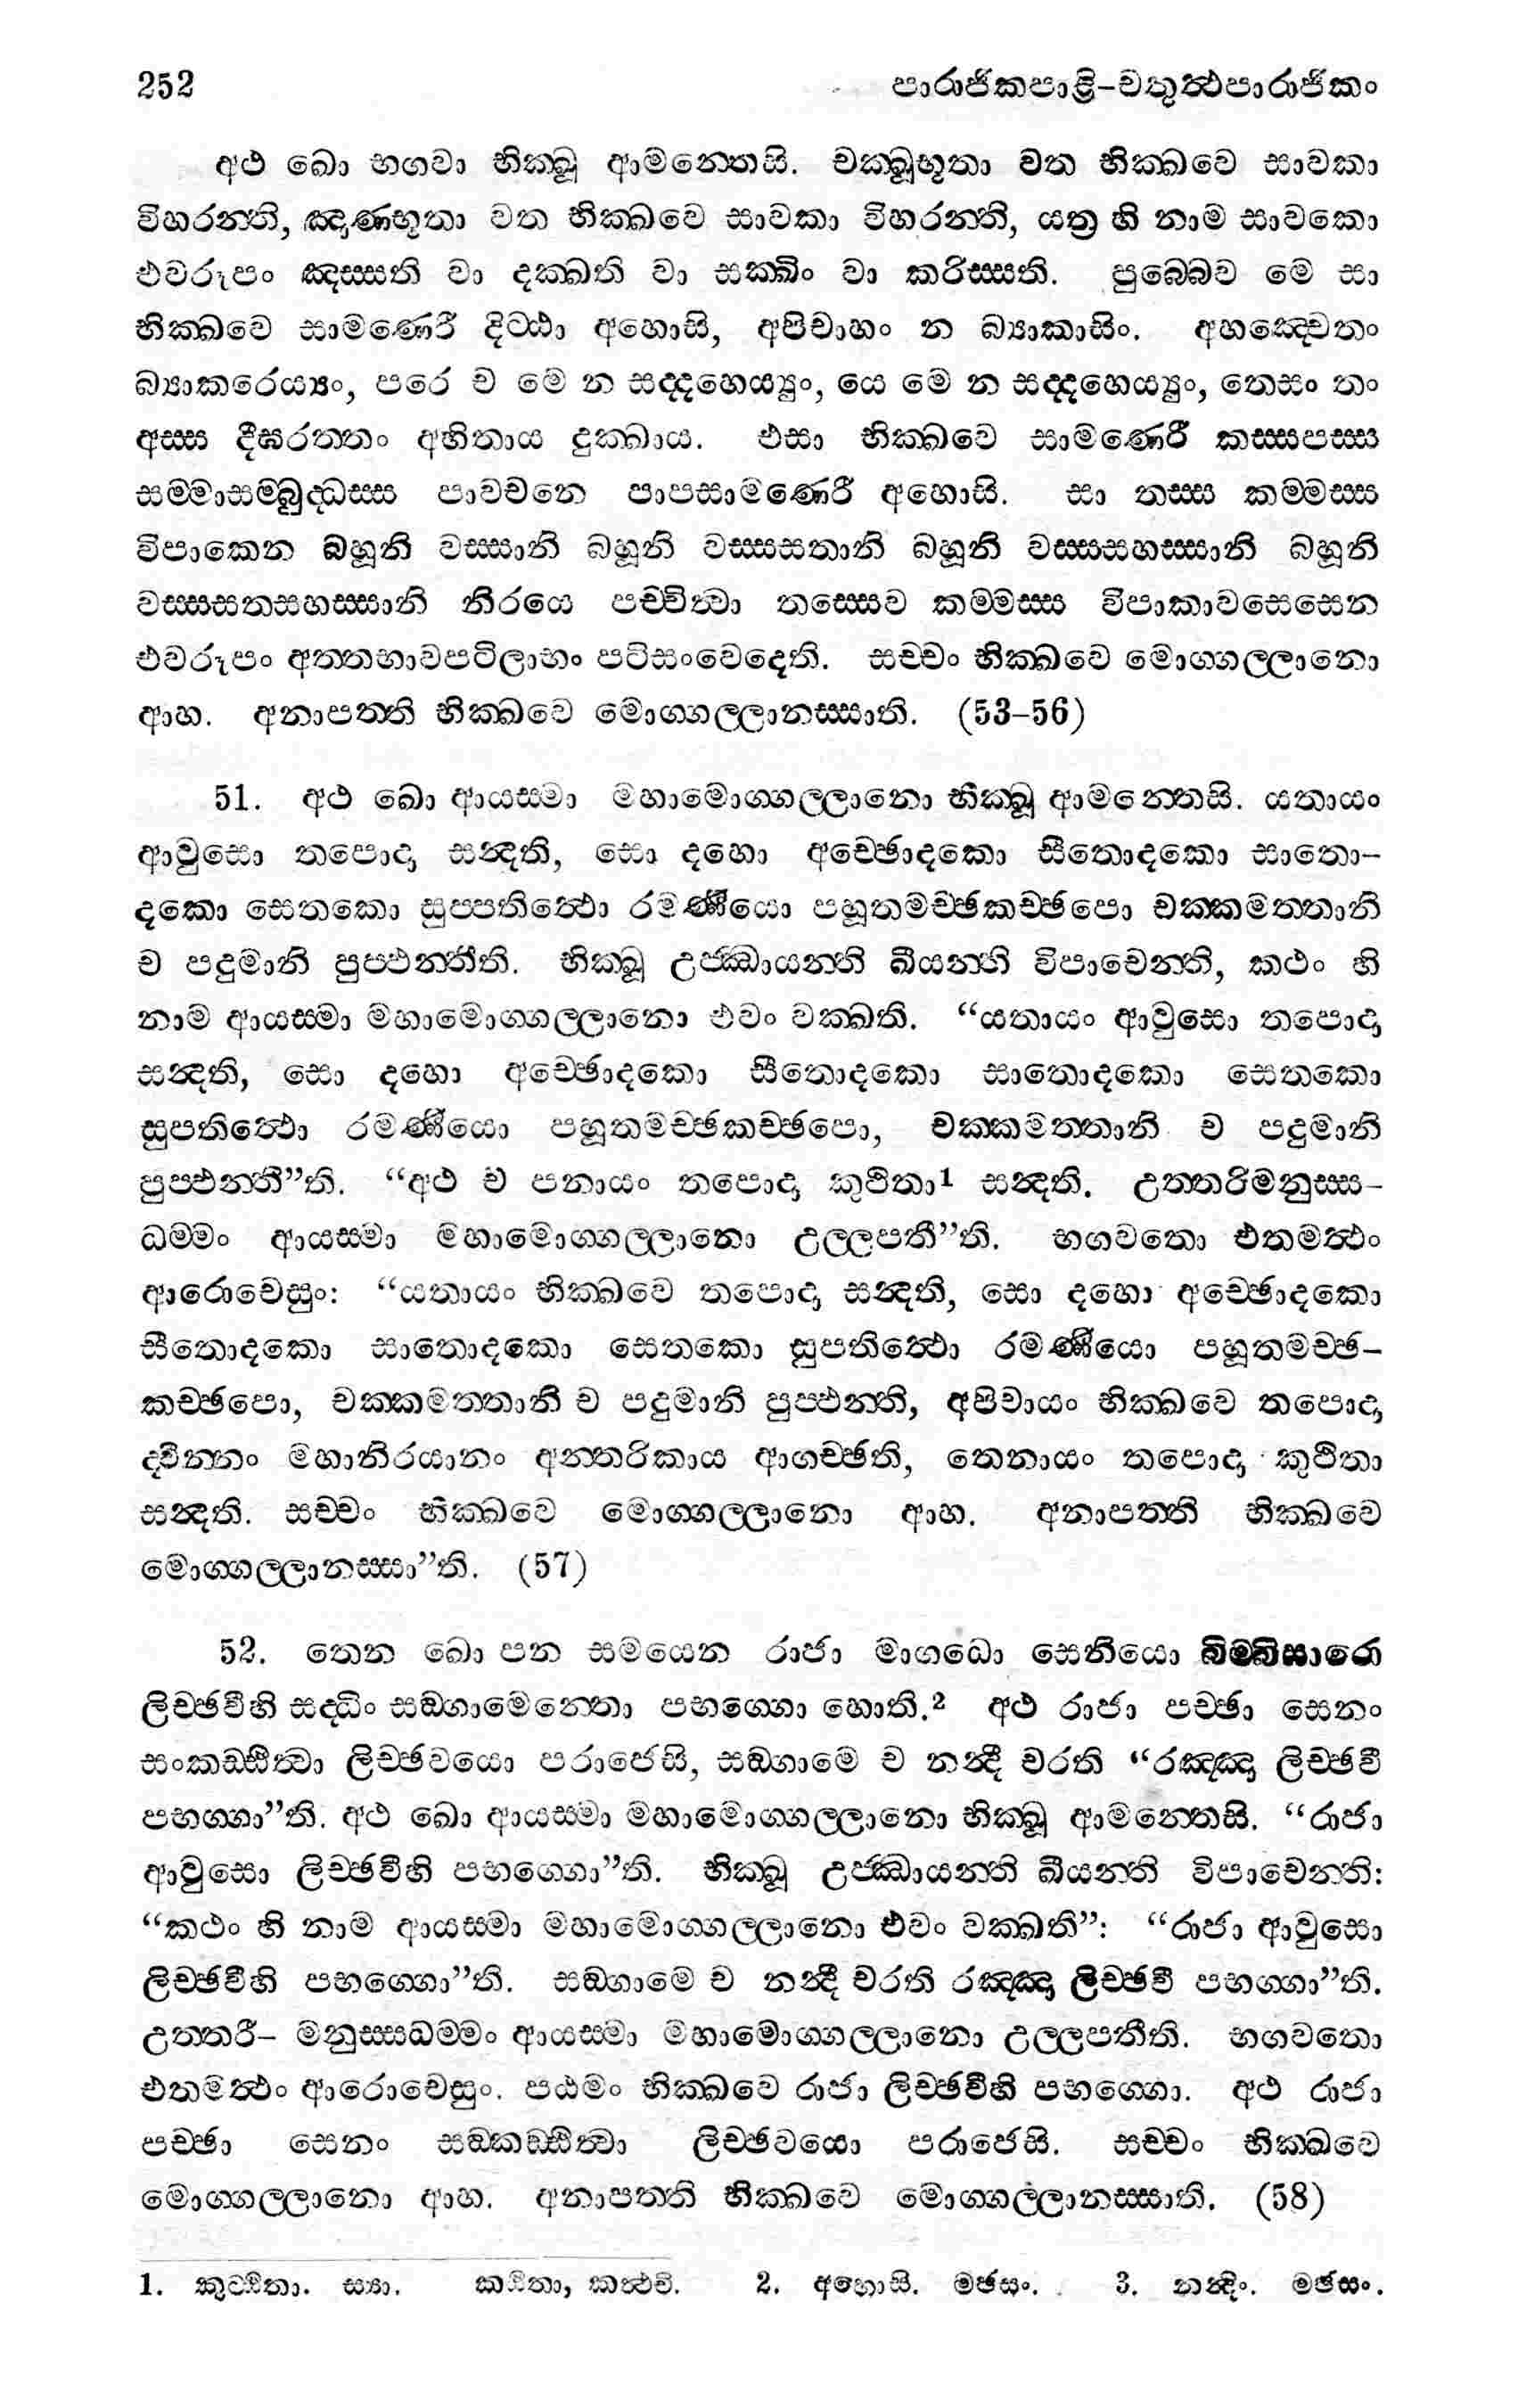 252 පාරාජිකපාළි–චතුත්‍ථපාරාජිකං
අථ ඛො භගවා භික්ඛූ ආමන්තෙසි. චක්ඛුභූතා වත භික්ඛවෙ සාවකා
විහරන්ති, ඤාණභූතා වත භික්ඛවෙ සාවකා විහරන්ති, යත්‍ර හි නාම සාවකො
එවරූපං ඤස්සති වා දක්ඛති වා සක්ඛිං වා කරිස්සති. පුබ්බෙව මෙ සා
භික්ඛවෙ සාමණෙරී දිට්ඨා අහොසි, අපිචාහං න බ්‍යාකාසිං. අහඤ්චෙතං
බ්‍යාකරෙය්‍යං, පරෙ ච මෙ න සද්දහෙය්‍යුං, යෙ මෙ න සද්දහෙය්‍යුං, තෙසං තං
අස්ස දීඝරත්තං අහිතාය දුක්ඛාය. එසා භික්ඛවෙ සාමණෙරී කස්සපස්ස
සම්මාසම්බුද්ධස්ස පාවචනෙ පාපසාමණෙරී අහොසි. සා තස්ස කම්මස්ස
විපාකෙන බහූනි වස්සානි බහූනි වස්සසතානි බහූනි වස්සසහස්සානි බහූනි
වස්සසතසහස්සානි නිරයෙ පච්චිත්‍වා තස්සෙව කම්මස්ස විපාකාවසෙසෙන
එවරූපං අත්තභාවපටිලාභං පටිසංවෙදෙති. සච්චං භික්ඛවෙ මොග්ගල්ලානො
ආහ. අනාපත්ති භික්ඛවෙ මොග්ගල්ලානස්සාති. (53–56)
51. අථ ඛො ආයස්මා මහාමොග්ගල්ලානො භික්ඛූ ආමන්තෙසි. යතායං
ආවුසො තපොදා සන්දති, සො දහො අච්ඡොදකො සීතොදකො සාතො–
දකො සෙතකො සුප්පතිත්‍ථො රමණීයො පහූතමච්ඡකච්ඡපො චක්කමත්තානි
ච පදුමානි පුප්ඵන්තීති. භික්ඛූ උජ්ඣායන්ති ඛීයන්ති විපාචෙන්ති, කථං හි
නාම ආයස්මා මහාමොග්ගල්ලානො එවං වක්ඛති. “යතායං ආවුසො තපොදා
සන්දති, සො දහො අච්ඡොදකො සීතොදකො සාතොදකො සෙතකො
සුපතිත්‍ථො රමණීයො පහූතමච්ඡකච්ඡපො, චක්කමත්තානි ච පදුමානි
පුප්ඵන්තී”ති. “අථ ච පනායං තපොදා කුථිතා1 සන්දති. උත්තරිමනුස්ස–
ධම්මං ආයස්මා මහාමොග්ගල්ලානො උල්ලපතී”ති. භගවතො එතමත්‍ථං
ආරොචෙසුං: “යතායං භික්ඛවෙ තපොදා සන්දති, සො දහො අච්ඡොදකො
සීතොදකො සාතොදකො සෙතකො සුපතිත්‍ථො රමණීයො පහූතමච්ඡ–
කච්ඡපො, චක්කමත්තානි ච පදුමානි පුප්ඵන්ති, අපිචායං භික්ඛවෙ තපොදා
ද්වින්නං මහානිරයානං අන්තරිකාය ආගච්ඡති, තෙනායං තපොදා කුථිතා
සන්දති. සච්චං භික්ඛවෙ මොග්ගල්ලානො ආහ. අනාපත්ති භික්ඛවෙ
මොග්ගල්ලානස්සා”ති. (57)
52. තෙන ඛො පන සමයෙන රාජා මාගධො සෙනියො බිම්බිසාරො
ලිච්ඡවීහි සද්ධිං සඞ්ගාමෙන්තො පභග්ගො හොති.2 අථ රාජා පච්ඡා සෙනං
සංකඩ්ඪිත්‍වා ලිච්ඡවයො පරාජෙසි, සඞ්ගාමෙ ච නන්දී චරති “රඤ්ඤා ලිච්ඡවී
පභග්ගා”ති. අථ ඛො ආයස්මා මහාමොග්ගල්ලානො භික්ඛූ ආමන්තෙසි. “රාජා
ආවුසො ලිච්ඡවීහි පභග්ගො”ති. භික්ඛූ උජ්ඣායන්ති ඛීයන්ති විපාචෙන්ති:
“කථං හි නාම ආයස්මා මහාමොග්ගල්ලානො එවං වක්ඛති”: “රාජා ආවුසො
ලිච්ඡවීහි පභග්ගො”ති. සඞ්ගාමෙ ච නන්දී චරති රඤ්ඤා ලිච්ඡවී පභග්ගා”ති.
උත්තරී– මනුස්සධම්මං ආයස්මා මහාමොග්ගල්ලානො උල්ලපතීති. භගවතො
එතමත්‍ථං ආරොචෙසුං. පඨමං භික්ඛවෙ රාජා ලිච්ඡවීහි පභග්ගො. අථ රාජා
පච්ඡා සෙනං සඞ්කඩ්ඪිත්‍වා ලිච්ඡවයො පරාජෙසි. සච්චං භික්ඛවෙ
මොග්ගල්ලානො ආහ. අනාපත්ති භික්ඛවෙ මොග්ගල්ලානස්සාති. (58)
1. කුට්ඨිතා. ස්‍යා. කඨිතා, කත්‍ථචි. 2. අහොසි. මඡසං. 3. නන්දිං. මඡසං.